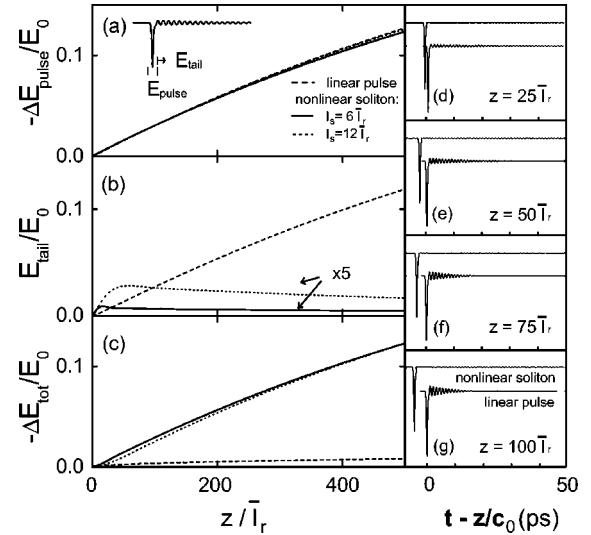 (a)
E_tail
E_pulse
linear pulse
nonlinear soliton:
l_s = 6 l̄_r
l_s = 12 l̄_r
-ΔE_pulse/E_0
0.1
0.0
(b)
x5
E_tail/E_0
0.1
0.0
(c)
-ΔE_tot/E_0
0.1
0.0
0 200 400
z / l̄_r
(d) z = 25 l̄_r
(e) z = 50 l̄_r
(f) z = 75 l̄_r
nonlinear soliton
linear pulse
(g) z = 100 l̄_r
0 50
t - z/c_0 (ps)